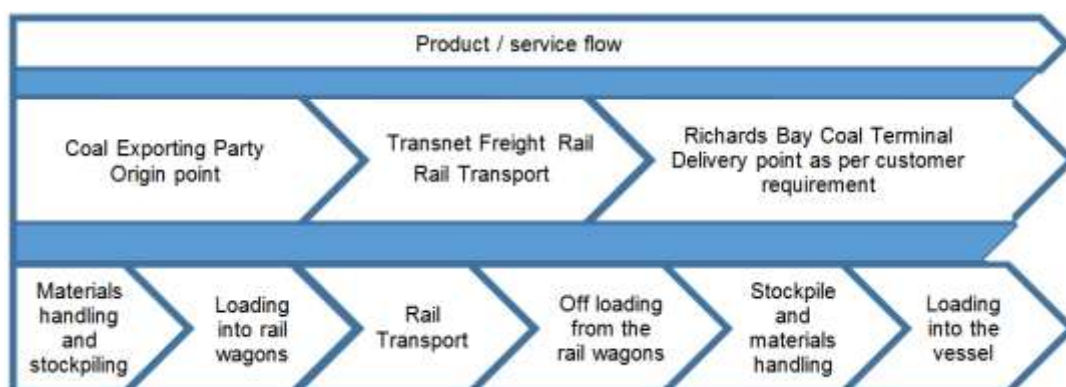 Product / service flow
Coal Exporting Party
Origin point
Transnet Freight Rail
Rail Transport
Richards Bay Coal Terminal
Delivery point as per customer
requirement
Materials
handling
and
stockpiling
Loading
into rail
wagons
Rail
Transport
Off loading
from the
rail wagons
Stockpile
and
materials
handling
Loading
into the
vessel